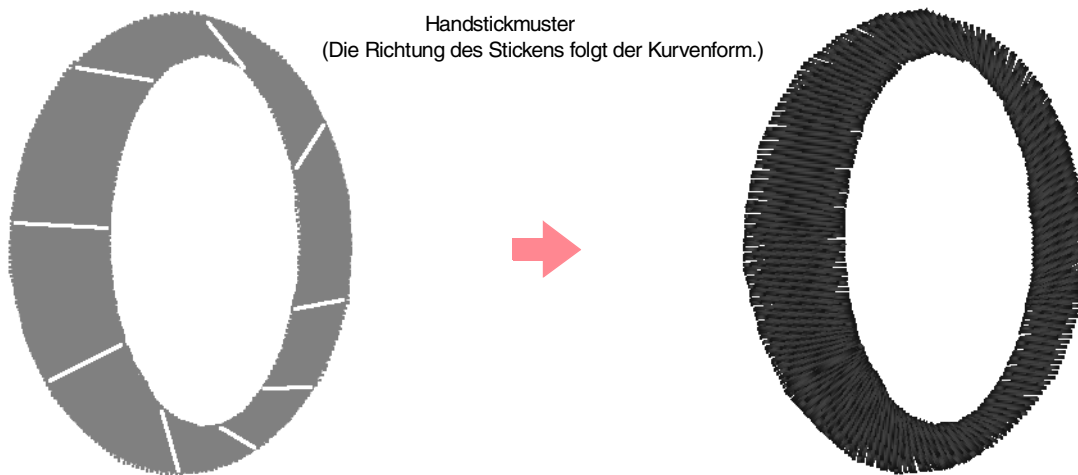 Handstickmuster
(Die Richtung des Stickens folgt der Kurvenform.)